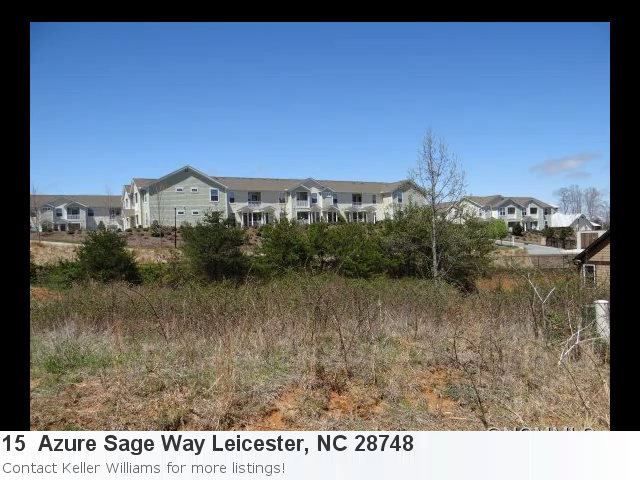 15 Azure Sage Way Leicester, NC 28748
Contact Keller Williams for more listings!